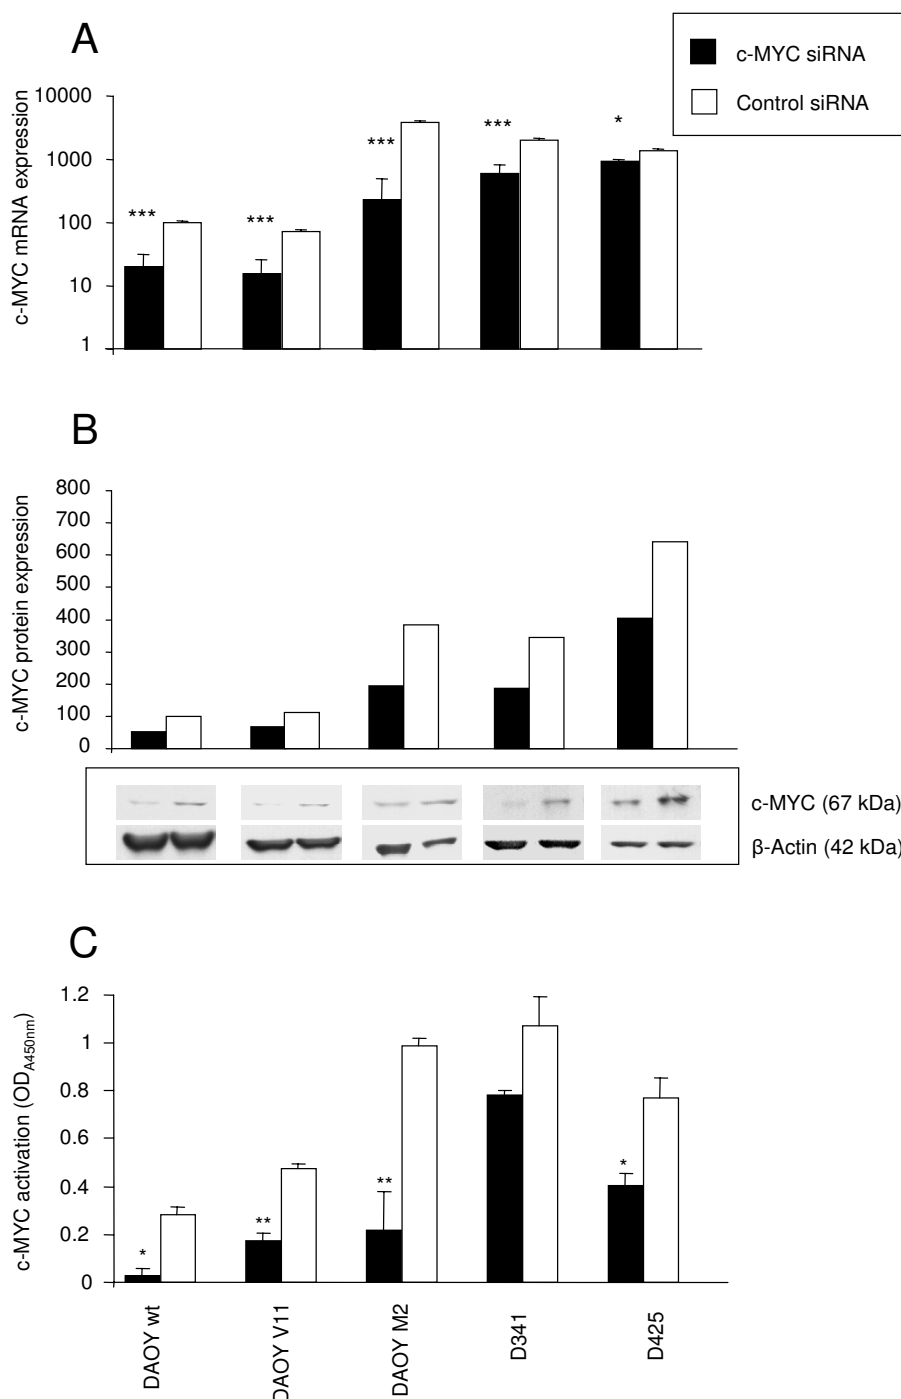 A
c-MYC siRNA
Control siRNA
c-MYC mRNA expression
10000
1000
100
10
1
***
***
***
***
*
B
c-MYC protein expression
800
700
600
500
400
300
200
100
0
c-MYC (67 kDa)
β-Actin (42 kDa)
C
c-MYC activation (OD A450nm)
1.2
1
0.8
0.6
0.4
0.2
0
*
**
**
*
DAOY wt
DAOY V11
DAOY M2
D341
D425